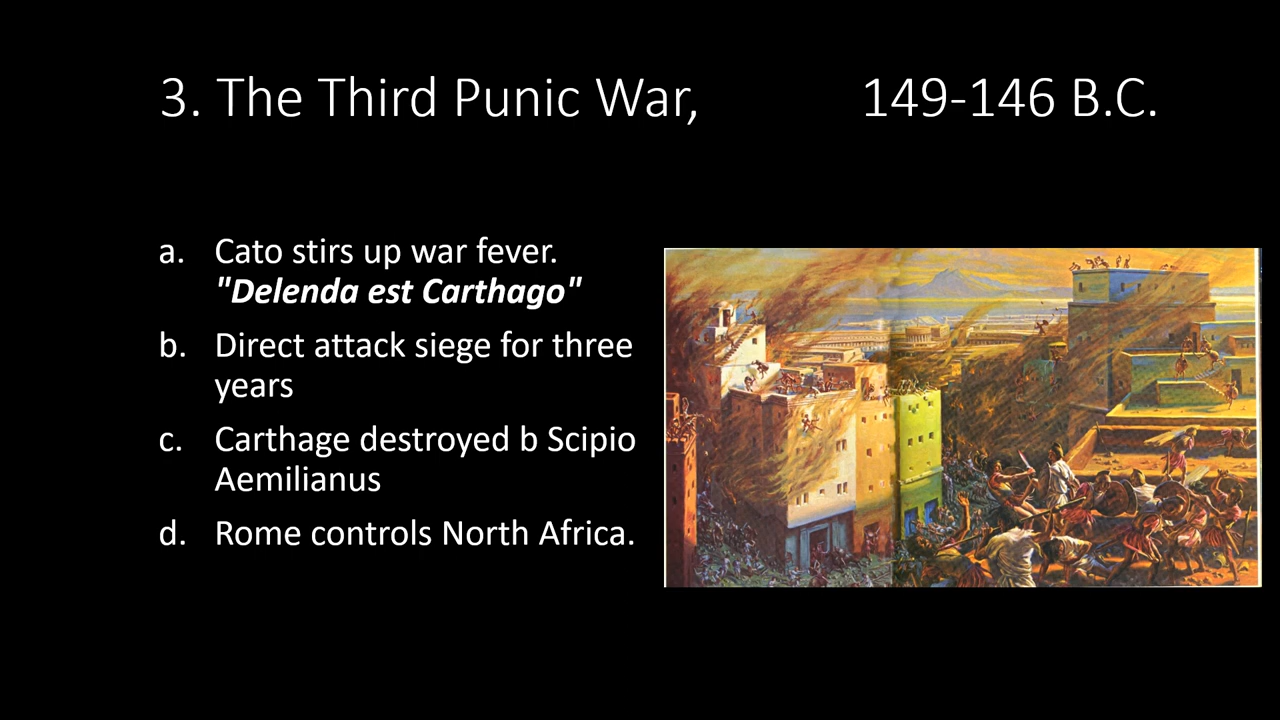 3. The Third Punic War, 149-146 B.C.
a. Cato stirs up war fever.
"Delenda est Carthago"
b. Direct attack siege for three
years
c. Carthage destroyed b Scipio
Aemilianus
d. Rome controls North Africa.